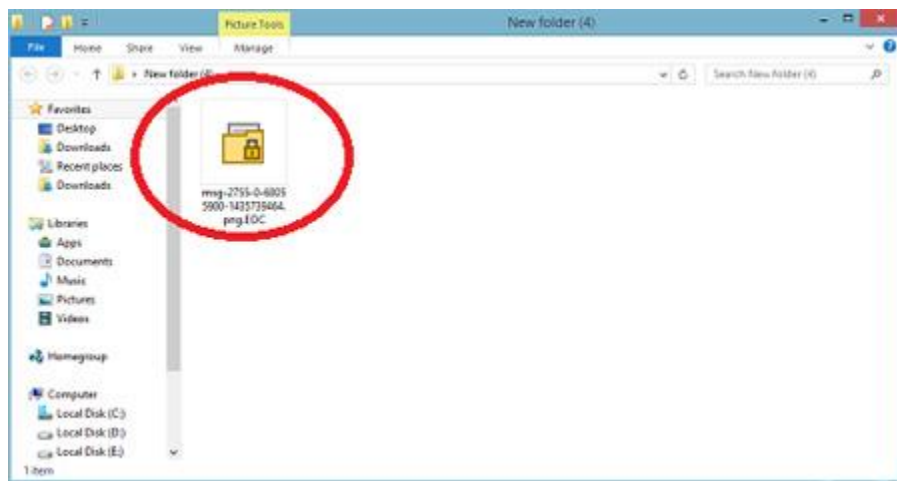 Picture Tools
New folder (4)
File Home Share View Manage
New folder (4)
Search New folder (4)
Favorites
Desktop
Downloads
Recent places
Downloads
msg-2755-0-6805
5900-1435739464.
png.EOC
Libraries
Apps
Documents
Music
Pictures
Videos
Homegroup
Computer
Local Disk (C:)
Local Disk (D:)
Local Disk (E:)
1 item